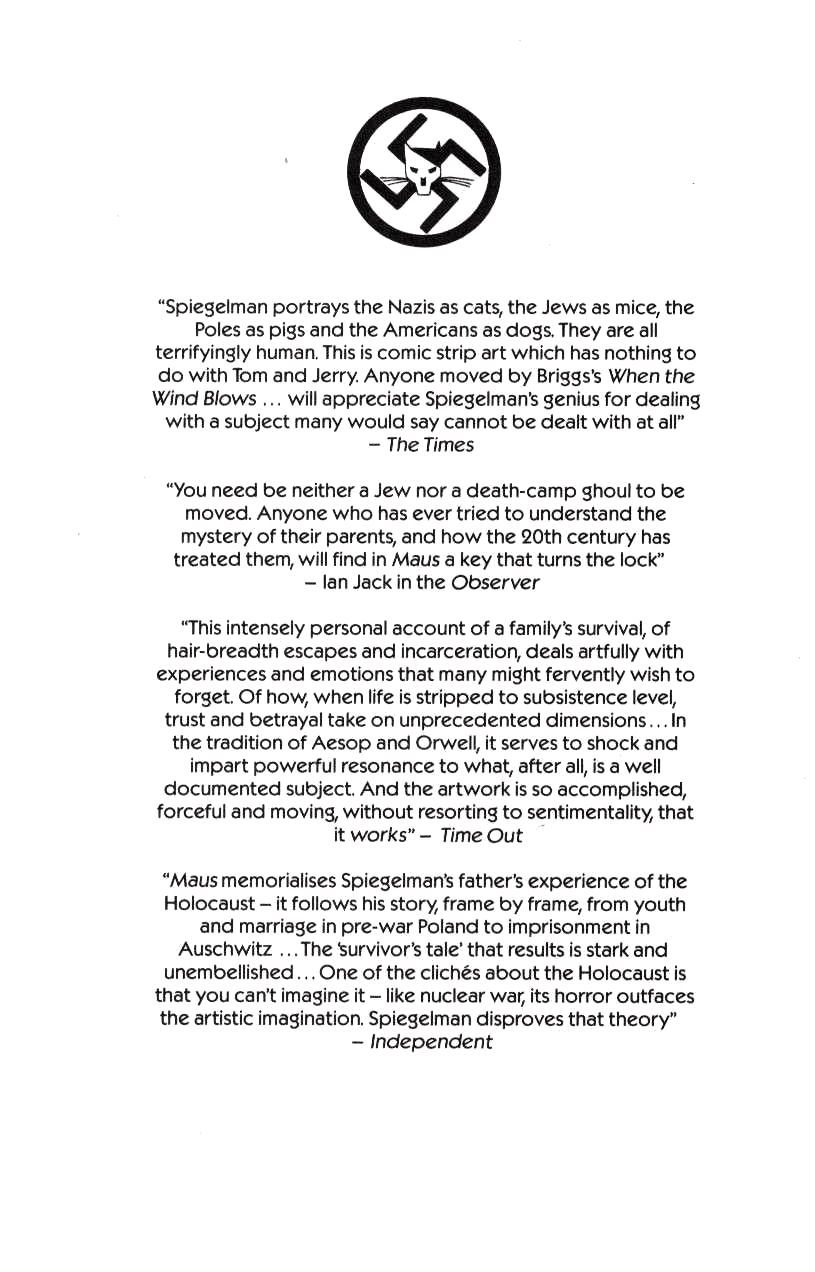 “Spiegelman portrays the Nazis as cats, the Jews as mice, the
Poles as pigs and the Americans as dogs. They are all
terrifyingly human. This is comic strip art which has nothing to
do with Tom and Jerry. Anyone moved by Briggs’s When the
Wind Blows ... will appreciate Spiegelman’s genius for dealing
with a subject many would say cannot be dealt with at all”
– The Times
“You need be neither a Jew nor a death-camp ghoul to be
moved. Anyone who has ever tried to understand the
mystery of their parents, and how the 20th century has
treated them, will find in Maus a key that turns the lock”
– Ian Jack in the Observer
“This intensely personal account of a family’s survival, of
hair-breadth escapes and incarceration, deals artfully with
experiences and emotions that many might fervently wish to
forget. Of how, when life is stripped to subsistence level,
trust and betrayal take on unprecedented dimensions... In
the tradition of Aesop and Orwell, it serves to shock and
impart powerful resonance to what, after all, is a well
documented subject. And the artwork is so accomplished,
forceful and moving, without resorting to sentimentality, that
it works” – Time Out
“Maus memorialises Spiegelman’s father’s experience of the
Holocaust – it follows his story, frame by frame, from youth
and marriage in pre-war Poland to imprisonment in
Auschwitz ...The ‘survivor’s tale’ that results is stark and
unembellished... One of the clichés about the Holocaust is
that you can’t imagine it – like nuclear war, its horror outfaces
the artistic imagination. Spiegelman disproves that theory”
– Independent